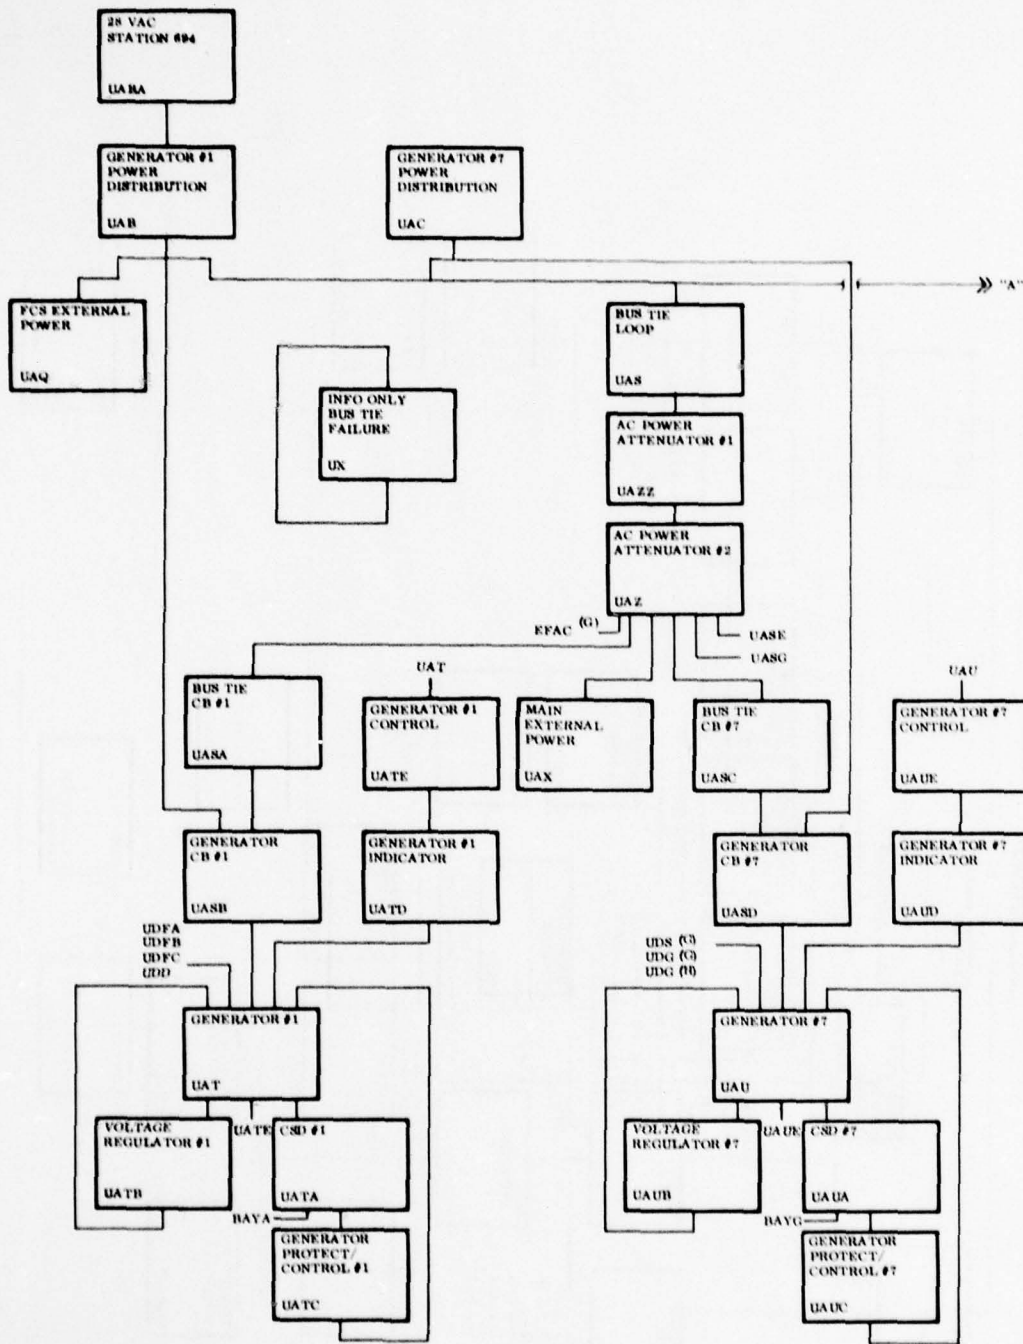 28 VAC
STATION 694
UARA
GENERATOR #1
POWER
DISTRIBUTION
UAB
GENERATOR #7
POWER
DISTRIBUTION
UAC
"A"
FCS EXTERNAL
POWER
UAQ
BUS TIE
LOOP
UAS
INFO ONLY
BUS TIE
FAILURE
UX
AC POWER
ATTENUATOR #1
UAZZ
AC POWER
ATTENUATOR #2
UAZ
EFAC (G)
UASE
UASG
BUS TIE
CB #1
UASA
UAT
GENERATOR #1
CONTROL
UATE
MAIN
EXTERNAL
POWER
UAX
BUS TIE
CB #7
UASC
UAU
GENERATOR #7
CONTROL
UAUE
GENERATOR
CB #1
UASB
GENERATOR #1
INDICATOR
UATD
GENERATOR
CB #7
UASD
GENERATOR #7
INDICATOR
UAUD
UDFA
UDFB
UDFC
UDD
UDS (G)
UDG (G)
UDG (H)
GENERATOR #1
UAT
GENERATOR #7
UAU
VOLTAGE
REGULATOR #1
UATB
UATE
CSD #1
UATA
VOLTAGE
REGULATOR #7
UAUB
UAUE
CSD #7
UAUA
BAYA
BAYG
GENERATOR
PROTECT/
CONTROL #1
UATC
GENERATOR
PROTECT/
CONTROL #7
UAUC